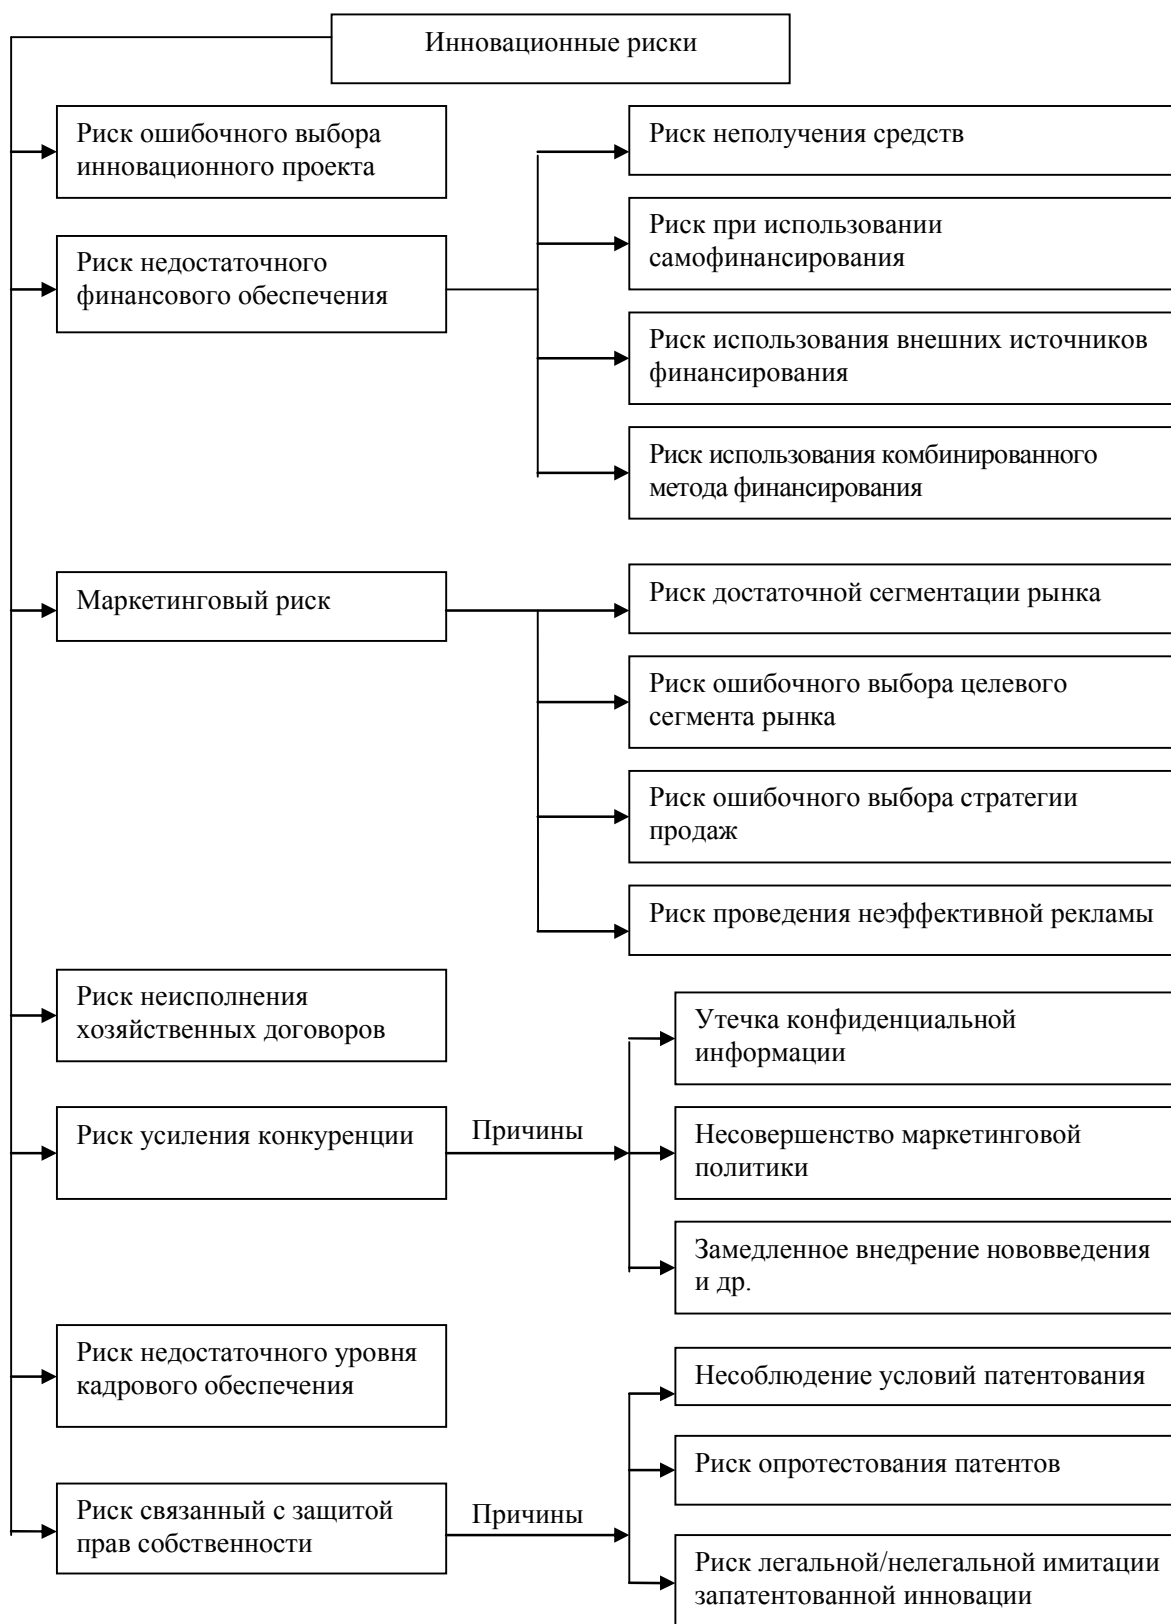 Инновационные риски
Риск ошибочного выбора
инновационного проекта
Риск недостаточного
финансового обеспечения
Риск неполучения средств
Риск при использовании
самофинансирования
Риск использования внешних источников
финансирования
Риск использования комбинированного
метода финансирования
Маркетинговый риск
Риск достаточной сегментации рынка
Риск ошибочного выбора целевого
сегмента рынка
Риск ошибочного выбора стратегии
продаж
Риск проведения неэффективной рекламы
Риск неисполнения
хозяйственных договоров
Риск усиления конкуренции
Причины
Утечка конфиденциальной
информации
Несовершенство маркетинговой
политики
Замедленное внедрение нововведения
и др.
Риск недостаточного уровня
кадрового обеспечения
Риск связанный с защитой
прав собственности
Причины
Несоблюдение условий патентования
Риск опротестования патентов
Риск легальной/нелегальной имитации
запатентованной инновации